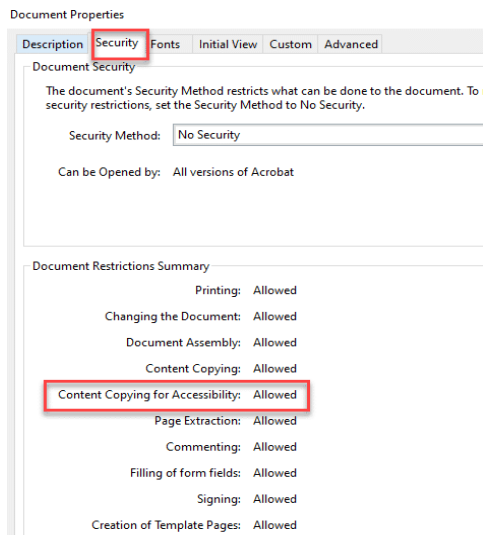 Document Properties
Description Security Fonts Initial View Custom Advanced
Document Security
The document's Security Method restricts what can be done to the document. To
security restrictions, set the Security Method to No Security.
Security Method: No Security
Can be Opened by: All versions of Acrobat
Document Restrictions Summary
Printing: Allowed
Changing the Document: Allowed
Document Assembly: Allowed
Content Copying: Allowed
Content Copying for Accessibility: Allowed
Page Extraction: Allowed
Commenting: Allowed
Filling of form fields: Allowed
Signing: Allowed
Creation of Template Pages: Allowed